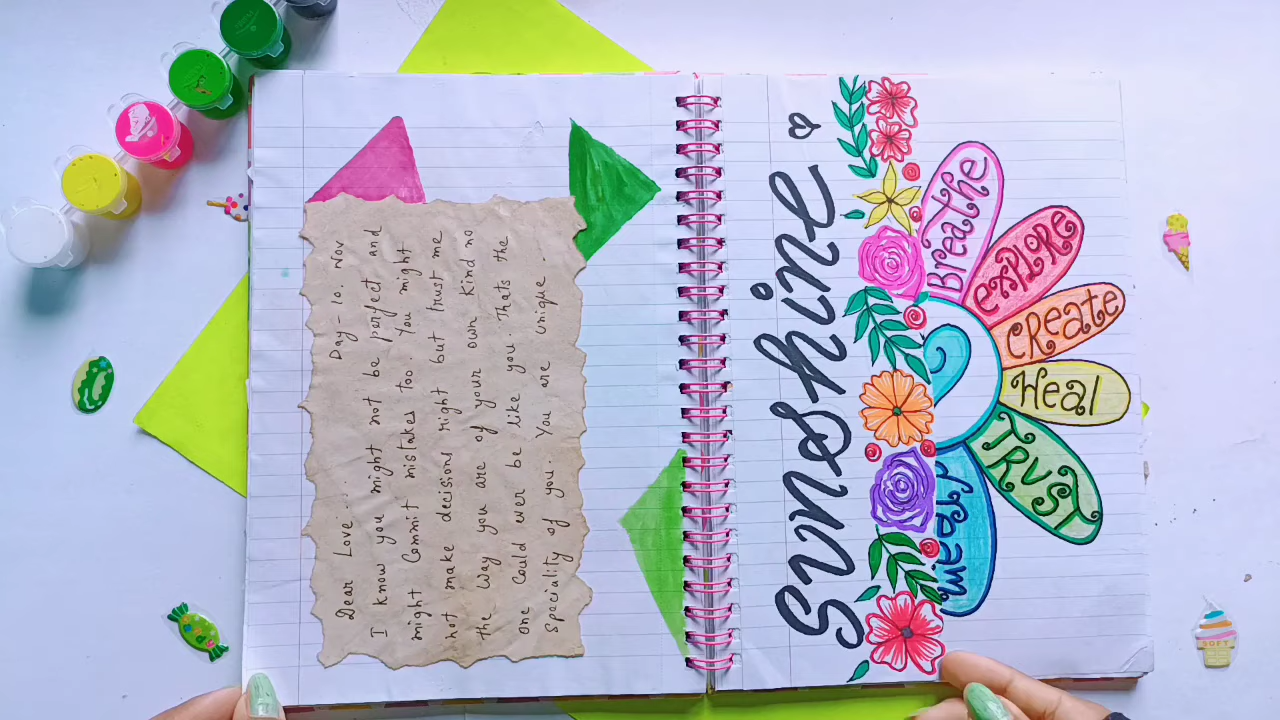 Day-10. Nov
Dear Love....
I know you might not be perfect and
might Commit mistakes too. You might
not make decisions right but trust me
the way you are of your own kind no
one Could ever be like you. Thats the
speciality of you. You are unique.
Sunshine
Dream
TRUST
Heal
CReate
explore
BReathe
SOFT